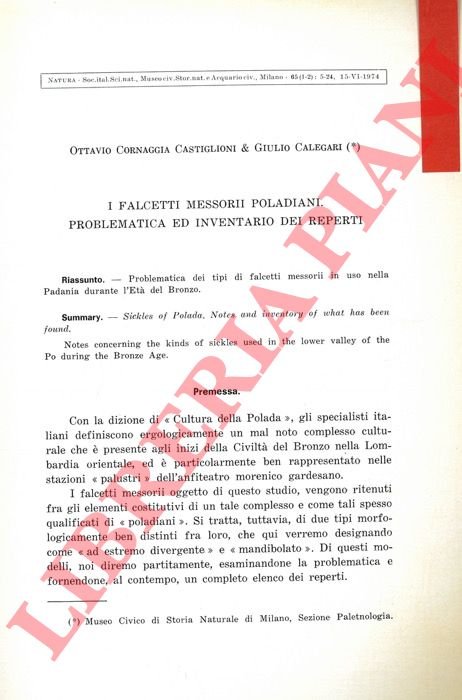 NATURA - Soc.ital.Sci.nat., Museo civ.Stor.nat. e Acquario civ., Milano - 65 (1-2): 5-24, 15-VI-1974
OTTAVIO CORNAGGIA CASTIGLIONI & GIULIO CALEGARI (*)
I FALCETTI MESSORII POLADIANI.
PROBLEMATICA ED INVENTARIO DEI REPERTI
Riassunto. — Problematica dei tipi di falcetti messorii in uso nella
Padania durante l'Età del Bronzo.
Summary. — Sickles of Polada. Notes and inventory of what has been
found.
Notes concerning the kinds of sickles used in the lower valley of the
Po during the Bronze Age.
Premessa.
Con la dizione di « Cultura della Polada », gli specialisti ita-
liani definiscono ergologicamente un mal noto complesso cultu-
rale che è presente agli inizi della Civiltà del Bronzo nella Lom-
bardia orientale, ed è particolarmente ben rappresentato nelle
stazioni « palustri » dell'anfiteatro morenico gardesano.
I falcetti messorii oggetto di questo studio, vengono ritenuti
fra gli elementi costitutivi di un tale complesso e come tali spesso
qualificati di « poladiani ». Si tratta, tuttavia, di due tipi morfo-
logicamente ben distinti fra loro, che qui verremo designando
come « ad estremo divergente » e « mandibolato ». Di questi mo-
delli, noi diremo partitamente, esaminandone la problematica e
fornendone, al contempo, un completo elenco dei reperti.
(*) Museo Civico di Storia Naturale di Milano, Sezione Paletnologia.
LIBRERIA PIANI